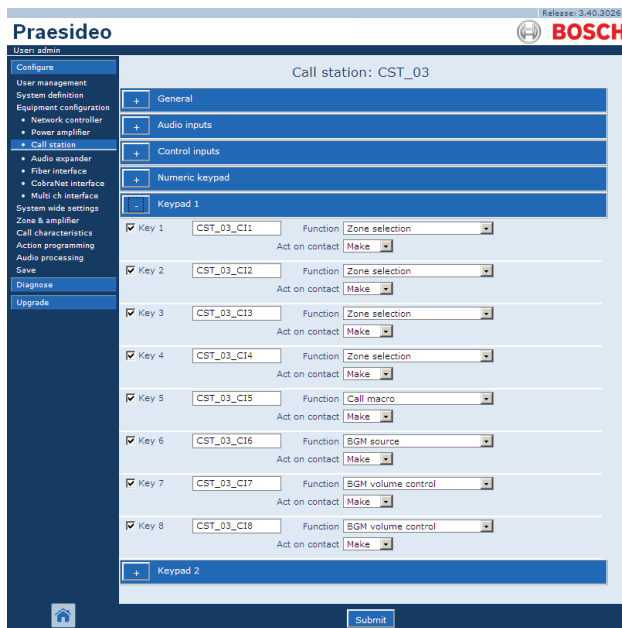 Release: 3.40.3026
Praesideo
BOSCH
User: admin
Configure
User management
System definition
Equipment configuration
• Network controller
• Power amplifier
• Call station
• Audio expander
• Fiber interface
• CobraNet interface
• Multi ch interface
System wide settings
Zone & amplifier
Call characteristics
Action programming
Audio processing
Save
Diagnose
Upgrade
Call station: CST_03
+ General
+ Audio inputs
+ Control inputs
+ Numeric keypad
- Keypad 1
Key 1 CST_03_CI1 Function Zone selection
Act on contact Make
Key 2 CST_03_CI2 Function Zone selection
Act on contact Make
Key 3 CST_03_CI3 Function Zone selection
Act on contact Make
Key 4 CST_03_CI4 Function Zone selection
Act on contact Make
Key 5 CST_03_CI5 Function Call macro
Act on contact Make
Key 6 CST_03_CI6 Function BGM source
Act on contact Make
Key 7 CST_03_CI7 Function BGM volume control
Act on contact Make
Key 8 CST_03_CI8 Function BGM volume control
Act on contact Make
+ Keypad 2
Submit